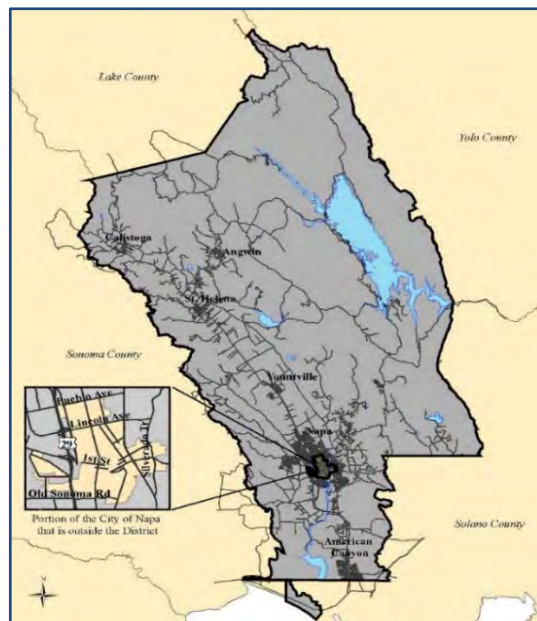 Lake County
Yolo County
Calistoga
Angwin
St. Helena
Sonoma County
Yountville
Napa
Pueblo Ave
Lincoln Ave
29
1st St
Silverado Tr
Old Sonoma Rd
Portion of the City of Napa
that is outside the District
Solano County
American
Canyon
N